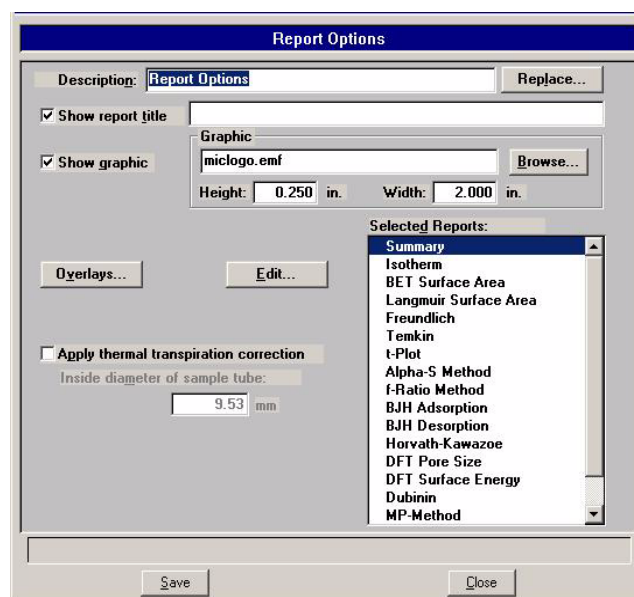 Report Options
Description: Report Options Replace...
Show report title
Graphic
Show graphic miclogo.emf Browse...
Height: 0.250 in. Width: 2.000 in.
Selected Reports:
Summary
Isotherm
Overlays... Edit... BET Surface Area
Langmuir Surface Area
Freundlich
Temkin
Apply thermal transpiration correction t-Plot
Alpha-S Method
Inside diameter of sample tube: f-Ratio Method
9.53 mm BJH Adsorption
BJH Desorption
Horvath-Kawazoe
DFT Pore Size
DFT Surface Energy
Dubinin
MP-Method
Save Close